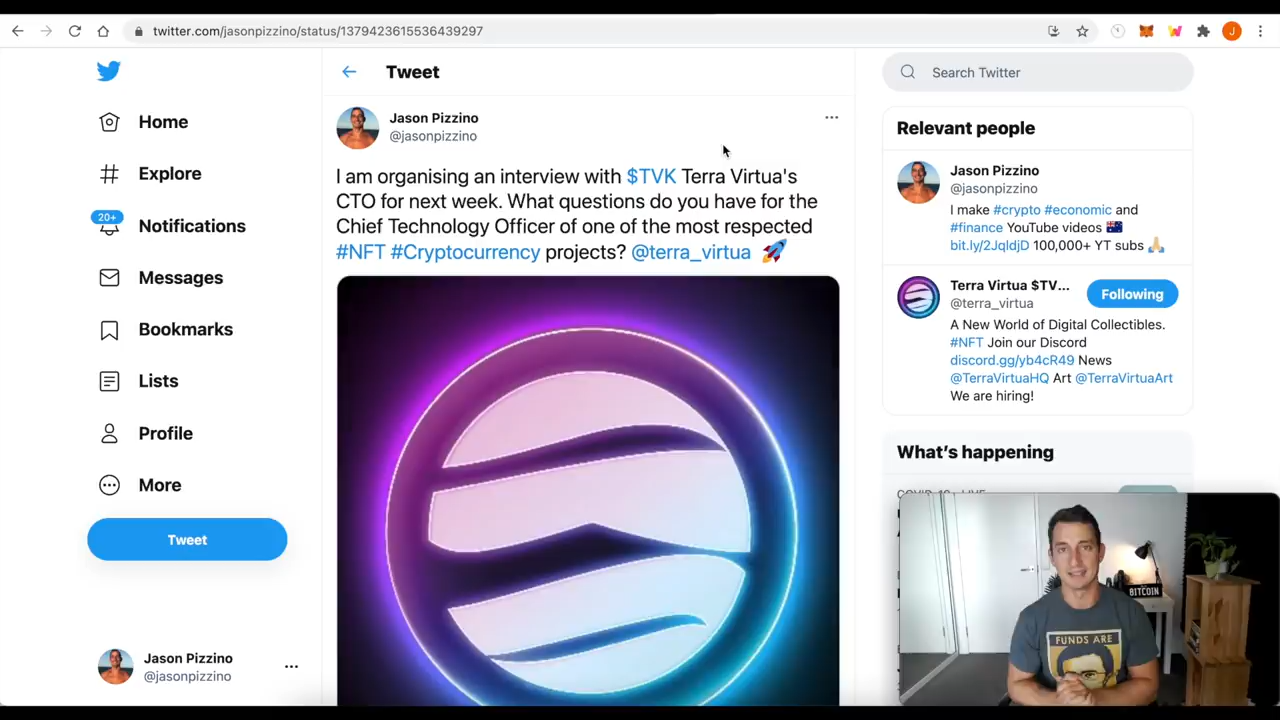 twitter.com/jasonpizzino/status/1379423615536439297
J
Home
Explore
20+
Notifications
Messages
Bookmarks
Lists
Profile
More
Tweet
Jason Pizzino
@jasonpizzino
Tweet
Jason Pizzino
@jasonpizzino
I am organising an interview with $TVK Terra Virtua's
CTO for next week. What questions do you have for the
Chief Technology Officer of one of the most respected
#NFT #Cryptocurrency projects? @terra_virtua 🚀
Search Twitter
Relevant people
Jason Pizzino
@jasonpizzino
I make #crypto #economic and
#finance YouTube videos 🇦🇺
bit.ly/2JqldjD 100,000+ YT subs 🙏🏻
Terra Virtua $TV...
@terra_virtua
Following
A New World of Digital Collectibles.
#NFT Join our Discord
discord.gg/yb4cR49 News
@TerraVirtuaHQ Art @TerraVirtuaArt
We are hiring!
What's happening
BITCOIN
FUNDS ARE